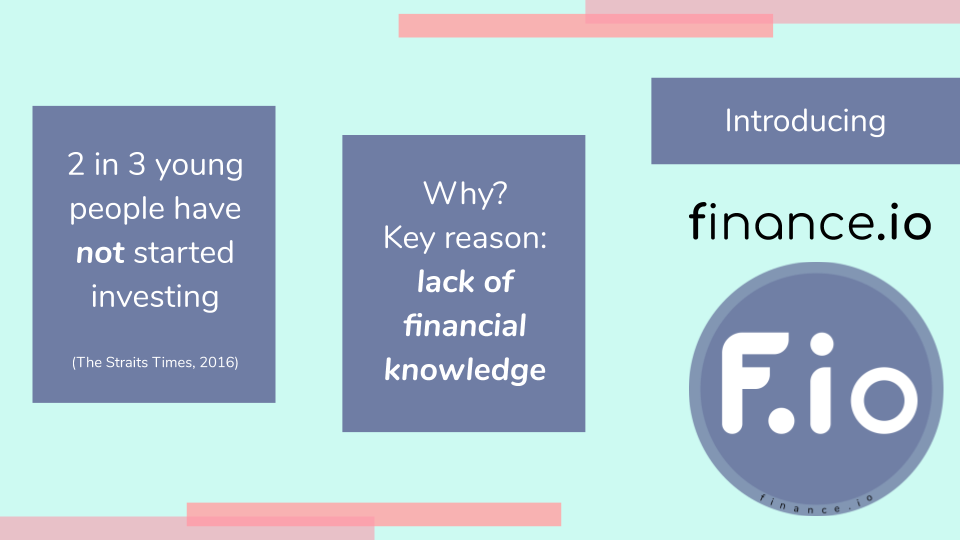 2 in 3 young
people have
not started
investing
(The Straits Times, 2016)
Why?
Key reason:
lack of
financial
knowledge
Introducing
finance.io
F.io
finance.io